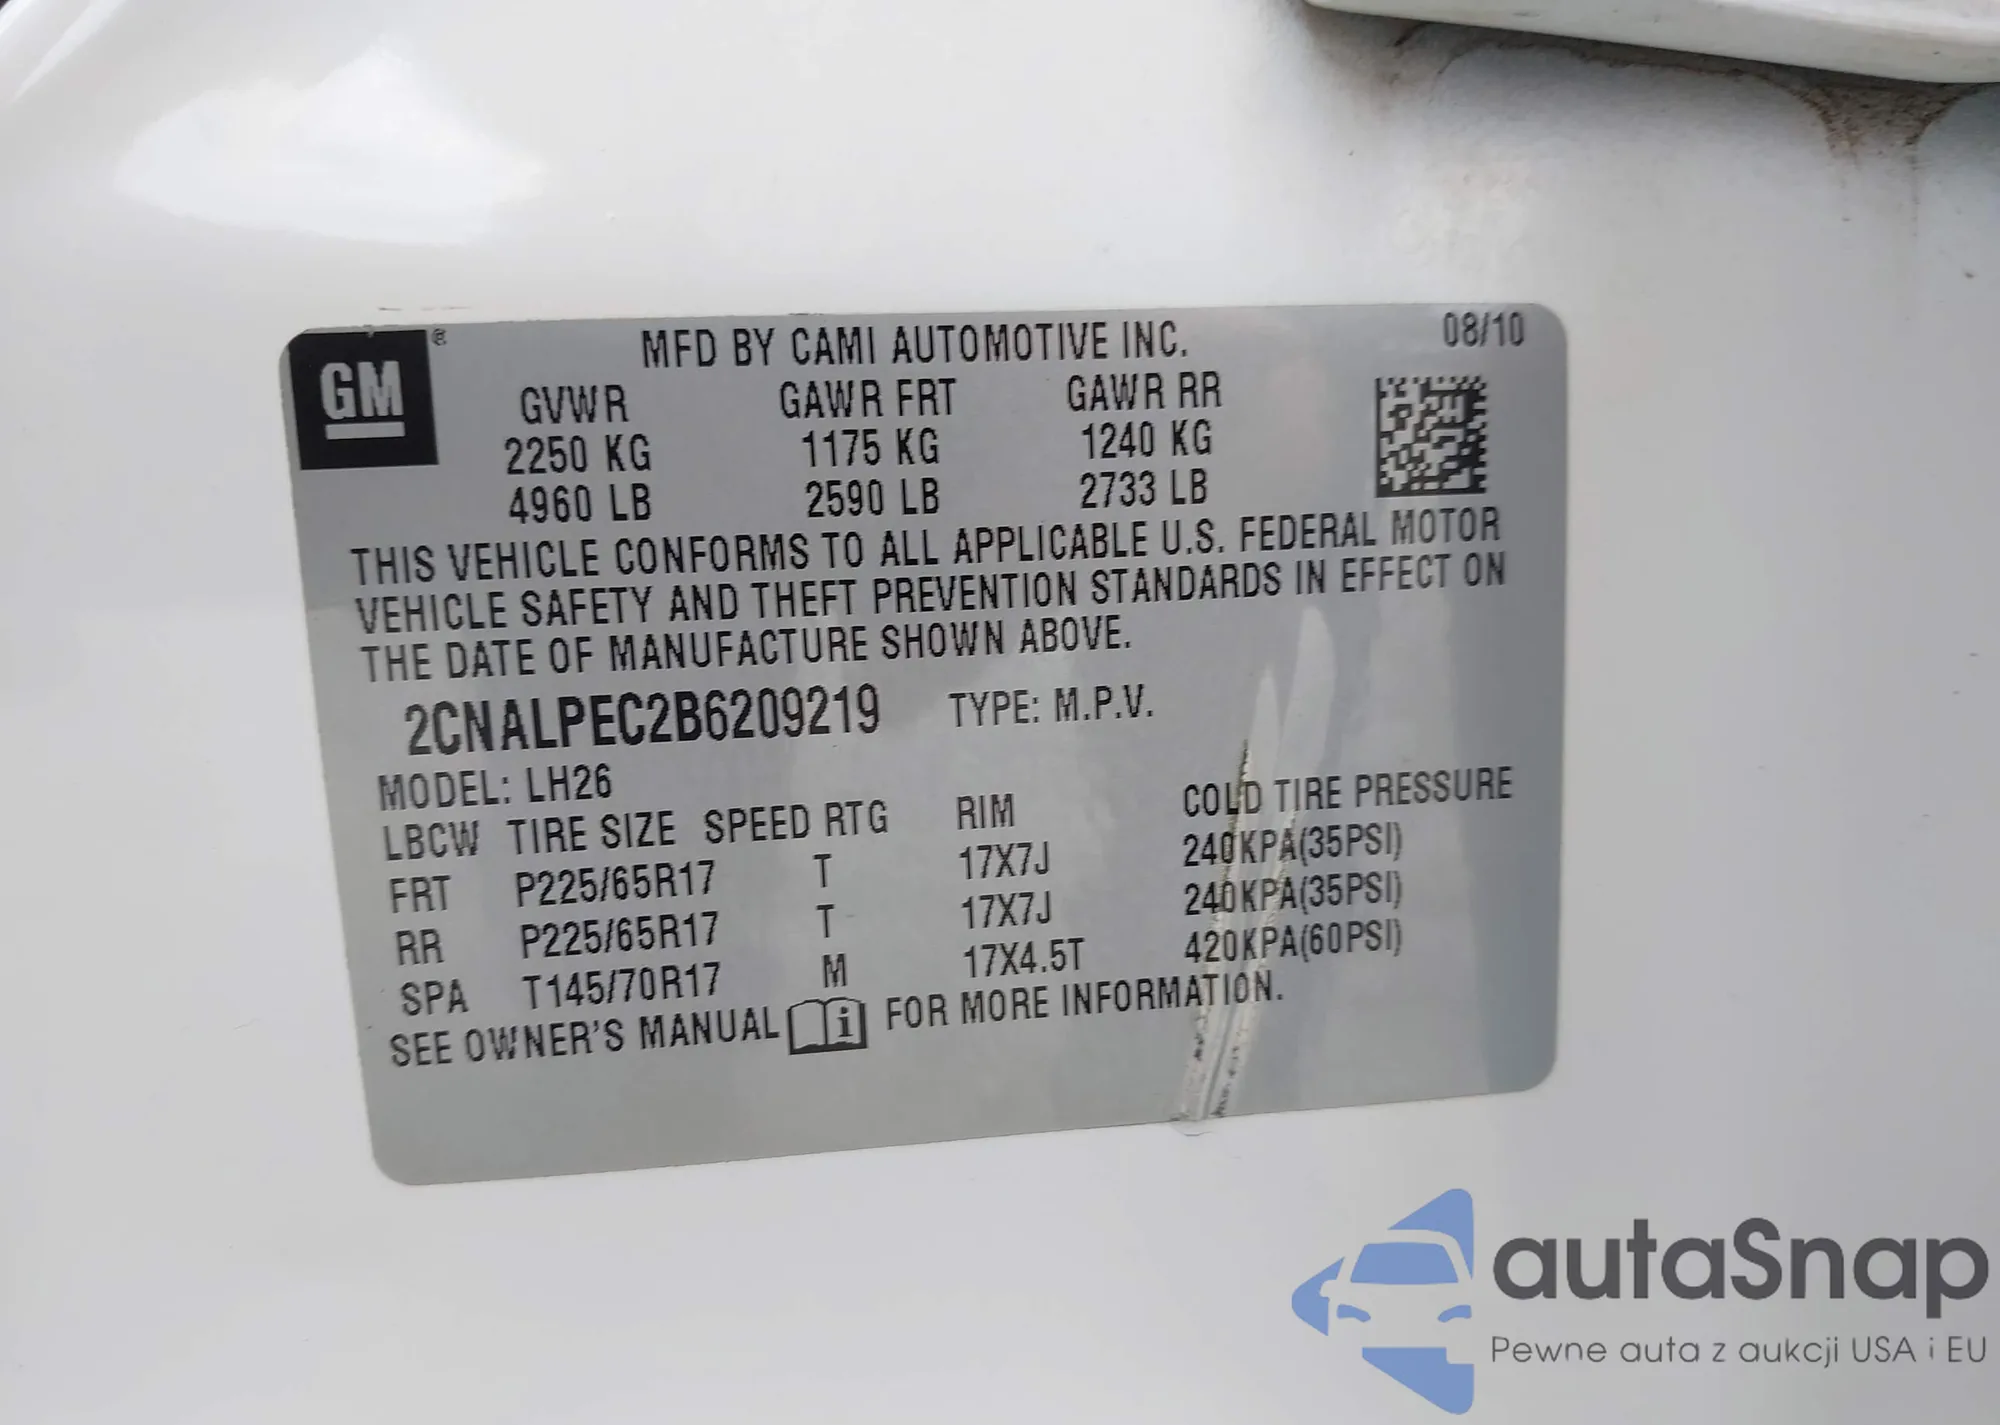 GM ®
MFD BY CAMI AUTOMOTIVE INC. 08/10
GVWR GAWR FRT GAWR RR
2250 KG 1175 KG 1240 KG
4960 LB 2590 LB 2733 LB
THIS VEHICLE CONFORMS TO ALL APPLICABLE U.S. FEDERAL MOTOR
VEHICLE SAFETY AND THEFT PREVENTION STANDARDS IN EFFECT ON
THE DATE OF MANUFACTURE SHOWN ABOVE.
2CNALPEC2B6209219 TYPE: M.P.V.
MODEL: LH26
LBCW TIRE SIZE SPEED RTG RIM COLD TIRE PRESSURE
FRT P225/65R17 T 17X7J 240KPA(35PSI)
RR P225/65R17 T 17X7J 240KPA(35PSI)
SPA T145/70R17 M 17X4.5T 420KPA(60PSI)
SEE OWNER'S MANUAL i FOR MORE INFORMATION.
autaSnap
Pewne auta z aukcji USA i EU